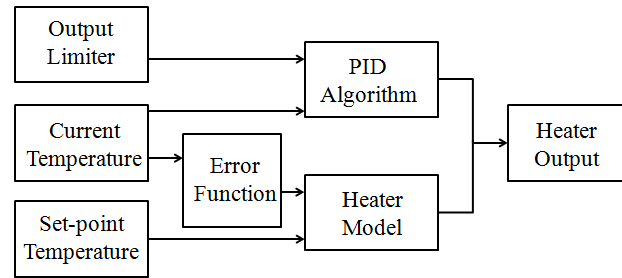 Output
Limiter
PID
Algorithm
Current
Temperature
Error
Function
Heater
Output
Set-point
Temperature
Heater
Model